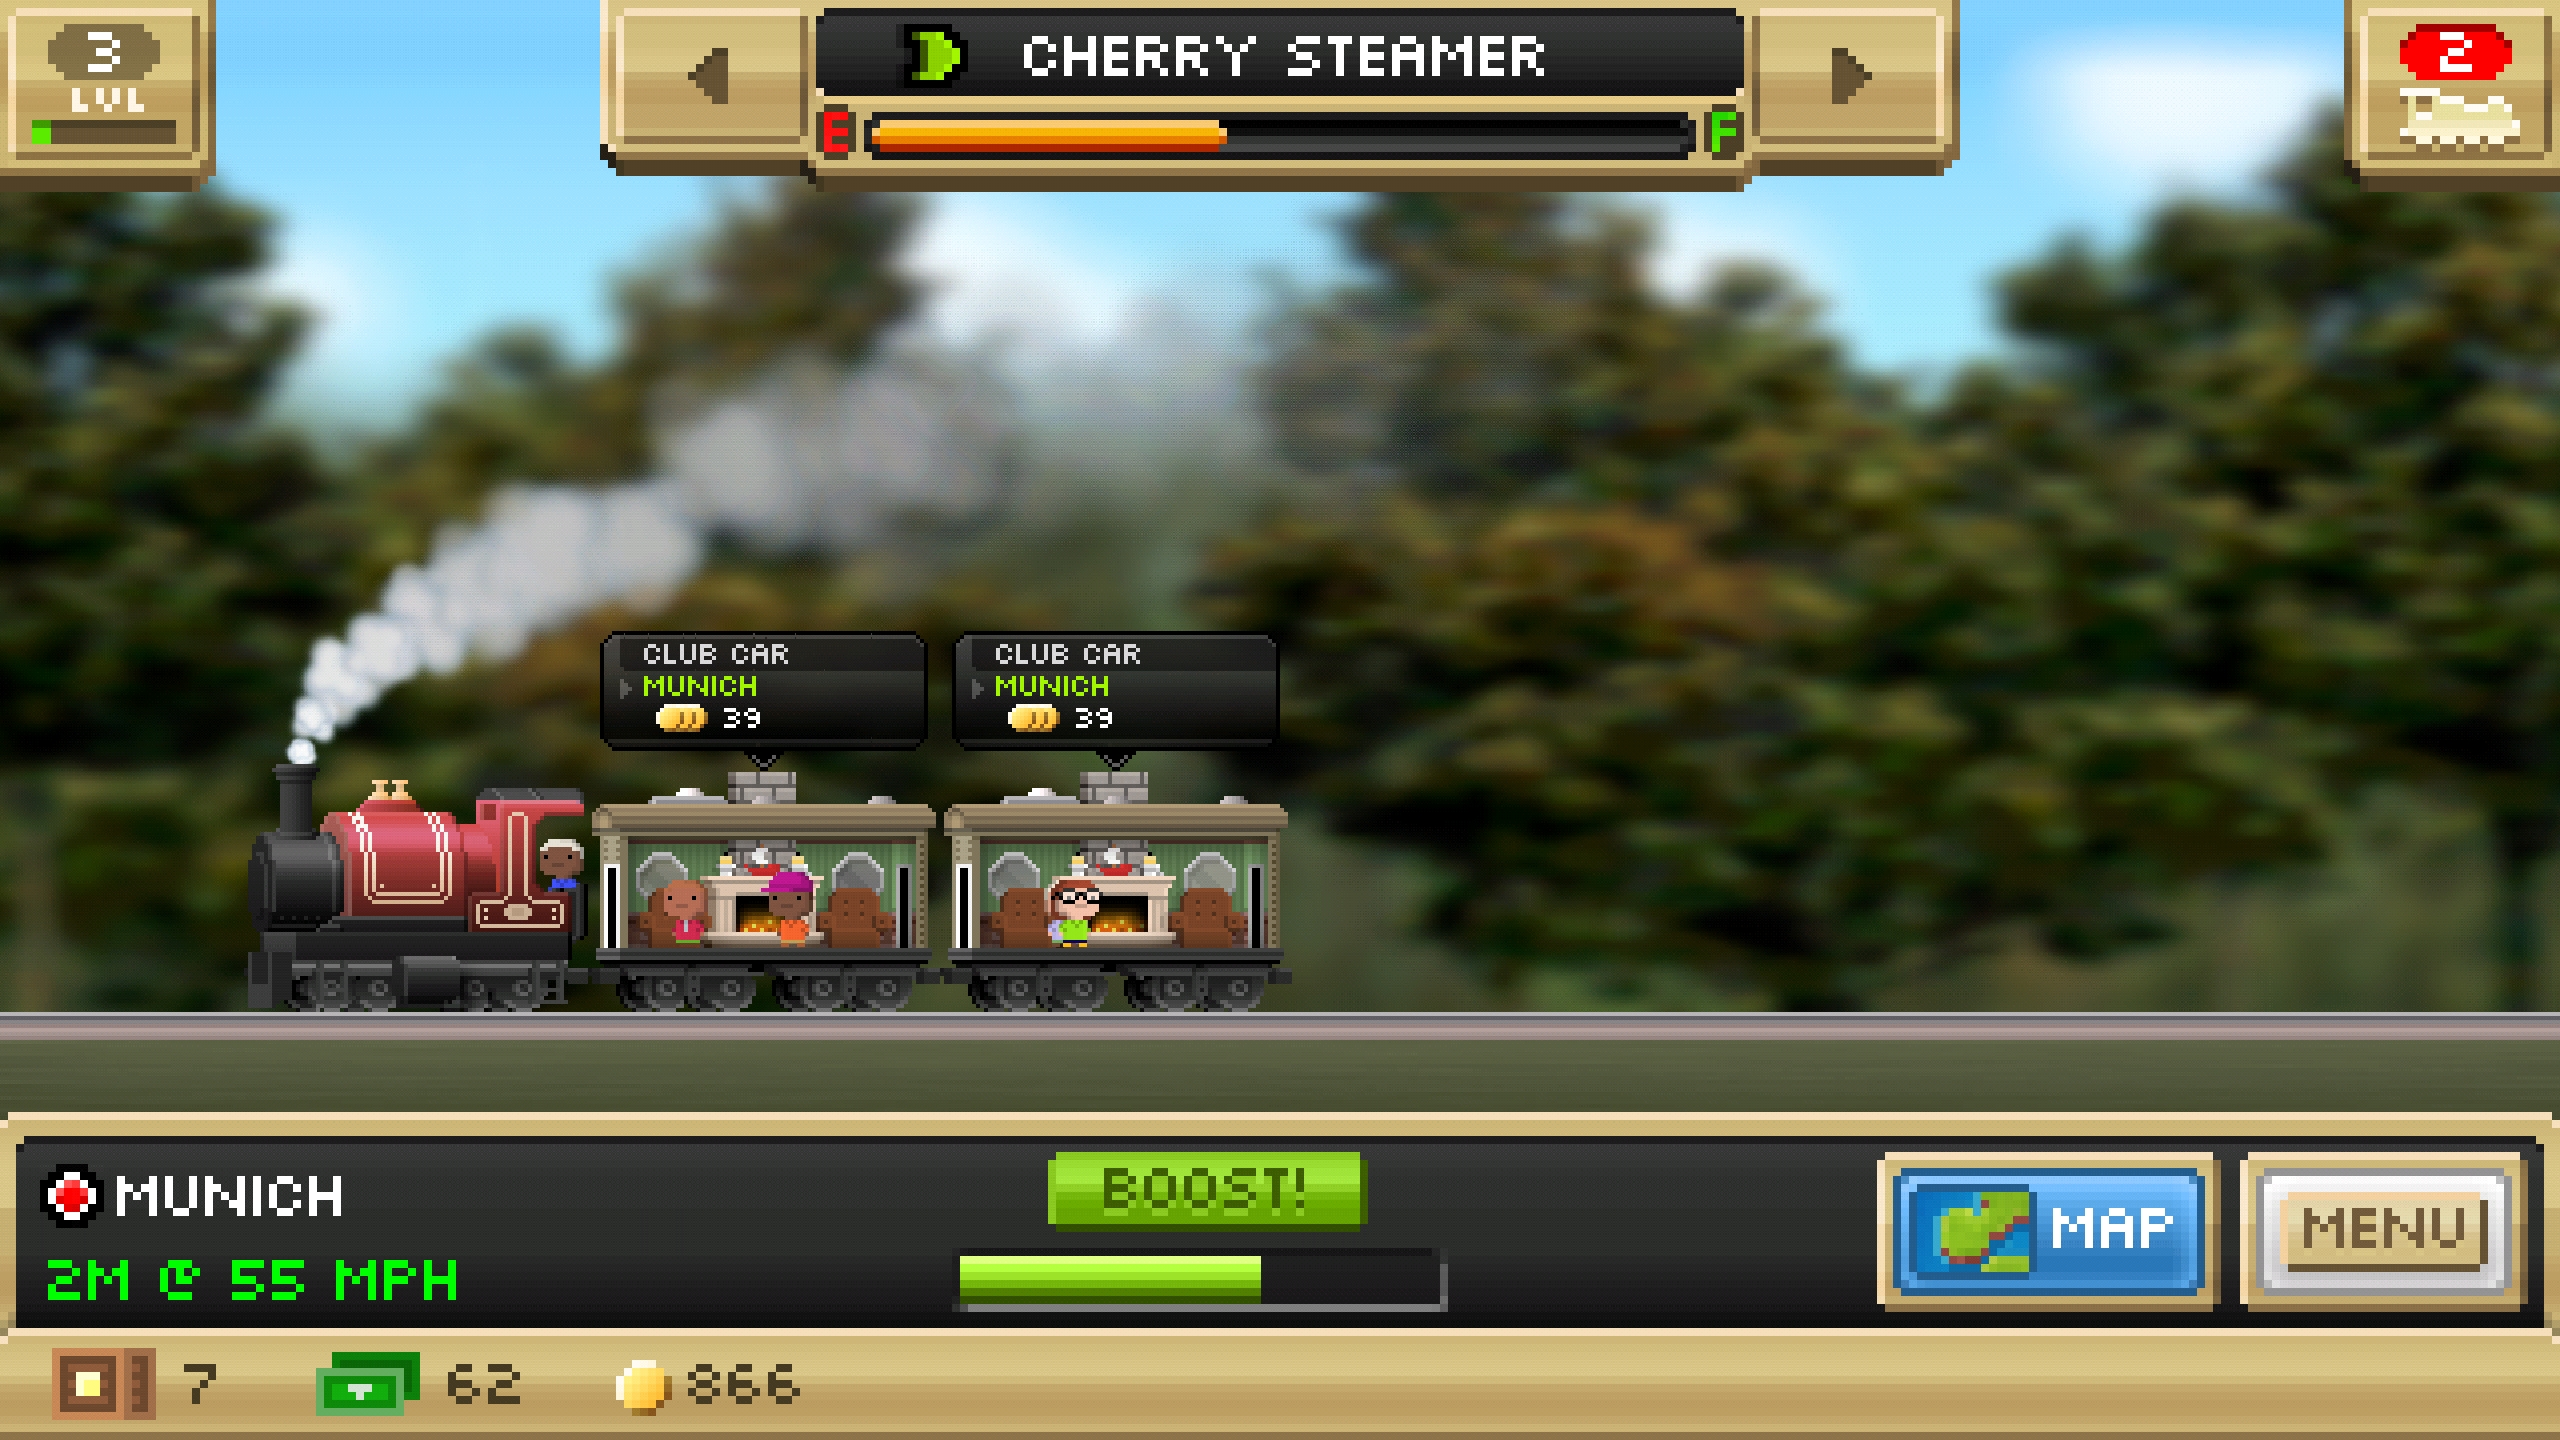 3
LVL
CHERRY STEAMER
E F
2
CLUB CAR
MUNICH
39
CLUB CAR
MUNICH
39
MUNICH
2M @ 55 MPH
BOOST!
MAP
MENU
7 62 866